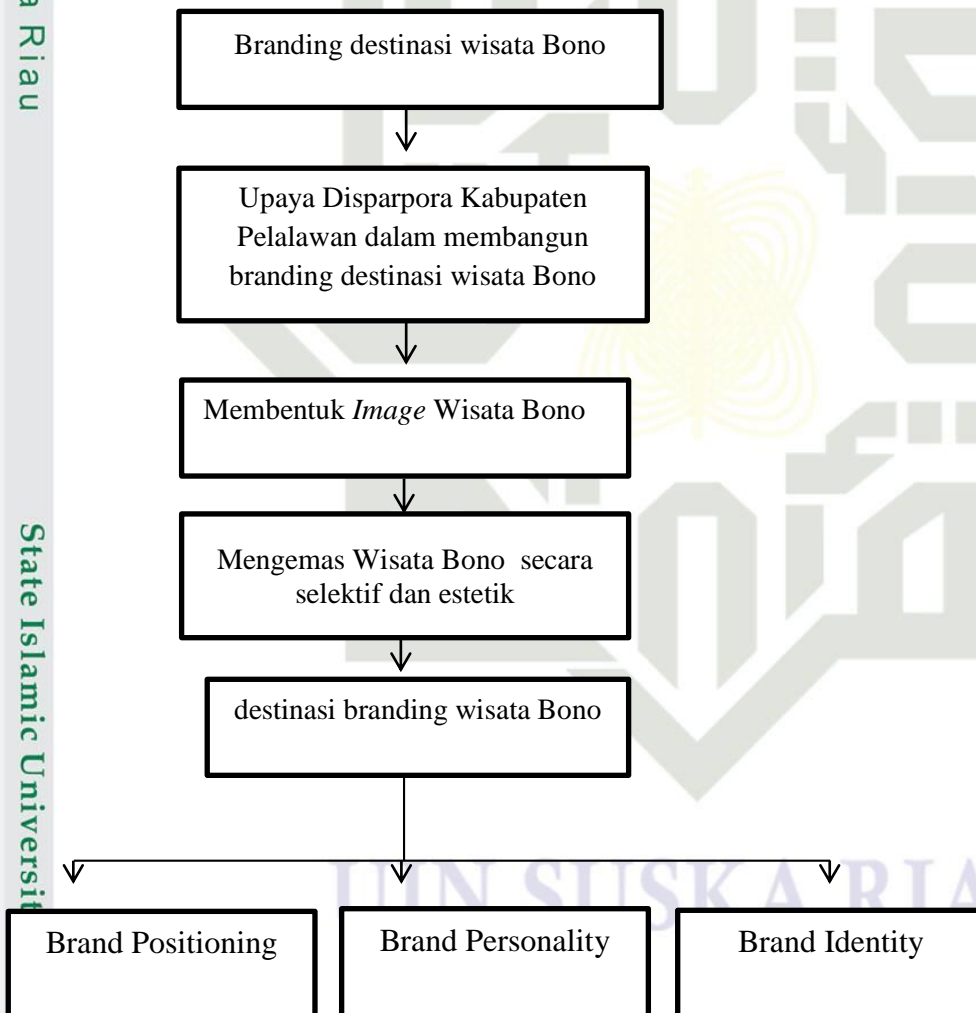 Branding destinasi wisata Bono
Upaya Disparpora Kabupaten
Pelalawan dalam membangun
branding destinasi wisata Bono
Membentuk Image Wisata Bono
Mengemas Wisata Bono secara
selektif dan estetik
destinasi branding wisata Bono
Brand Positioning
Brand Personality
Brand Identity
Riau
State Islamic Universit
UIN SUSKA RIA